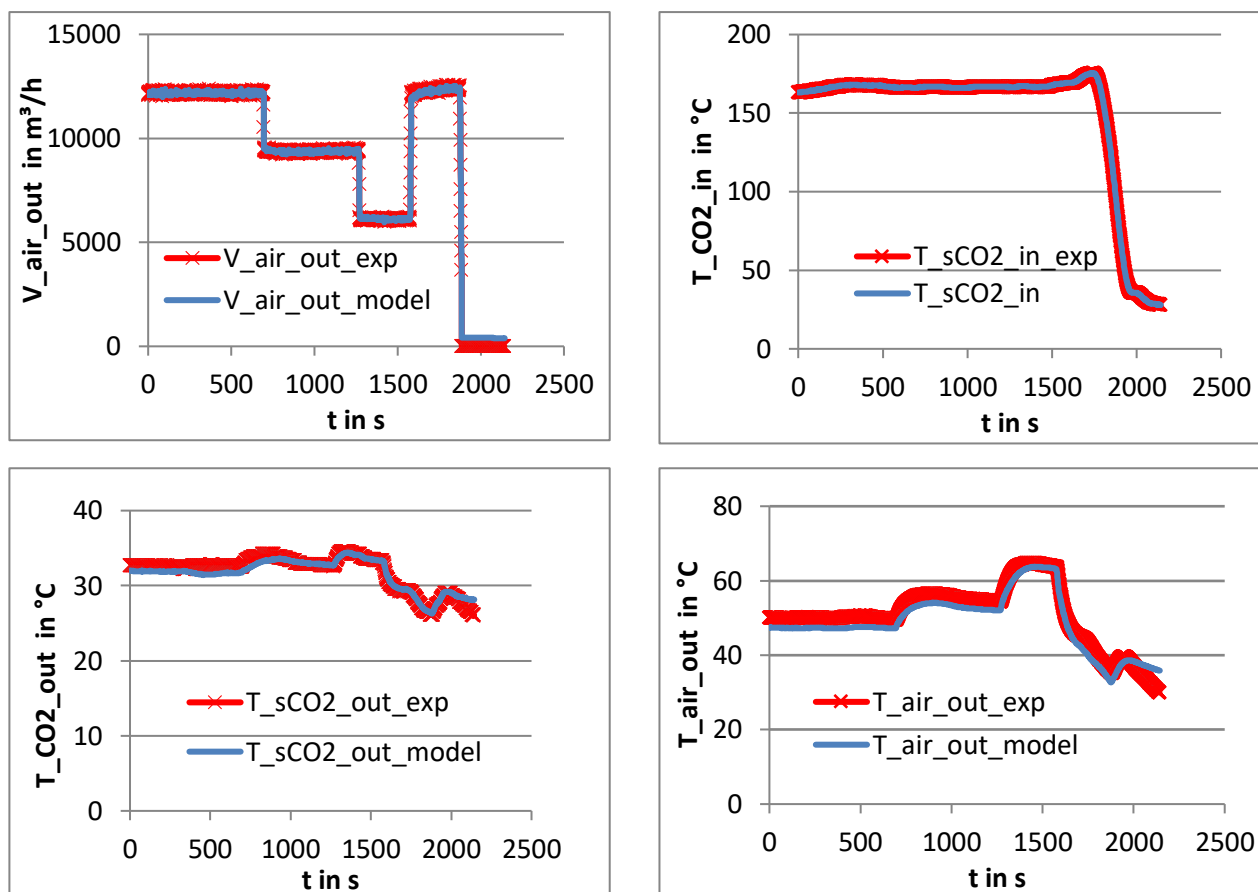 V_air_out in m³/h
15000
10000
5000
0
V_air_out_exp
V_air_out_model
0 500 1000 1500 2000 2500
t in s
T_CO2_in in °C
200
150
100
50
0
T_sCO2_in_exp
T_sCO2_in
0 500 1000 1500 2000 2500
t in s
T_CO2_out in °C
40
30
20
10
0
T_sCO2_out_exp
T_sCO2_out_model
0 500 1000 1500 2000 2500
t in s
T_air_out in °C
80
60
40
20
0
T_air_out_exp
T_air_out_model
0 500 1000 1500 2000 2500
t in s